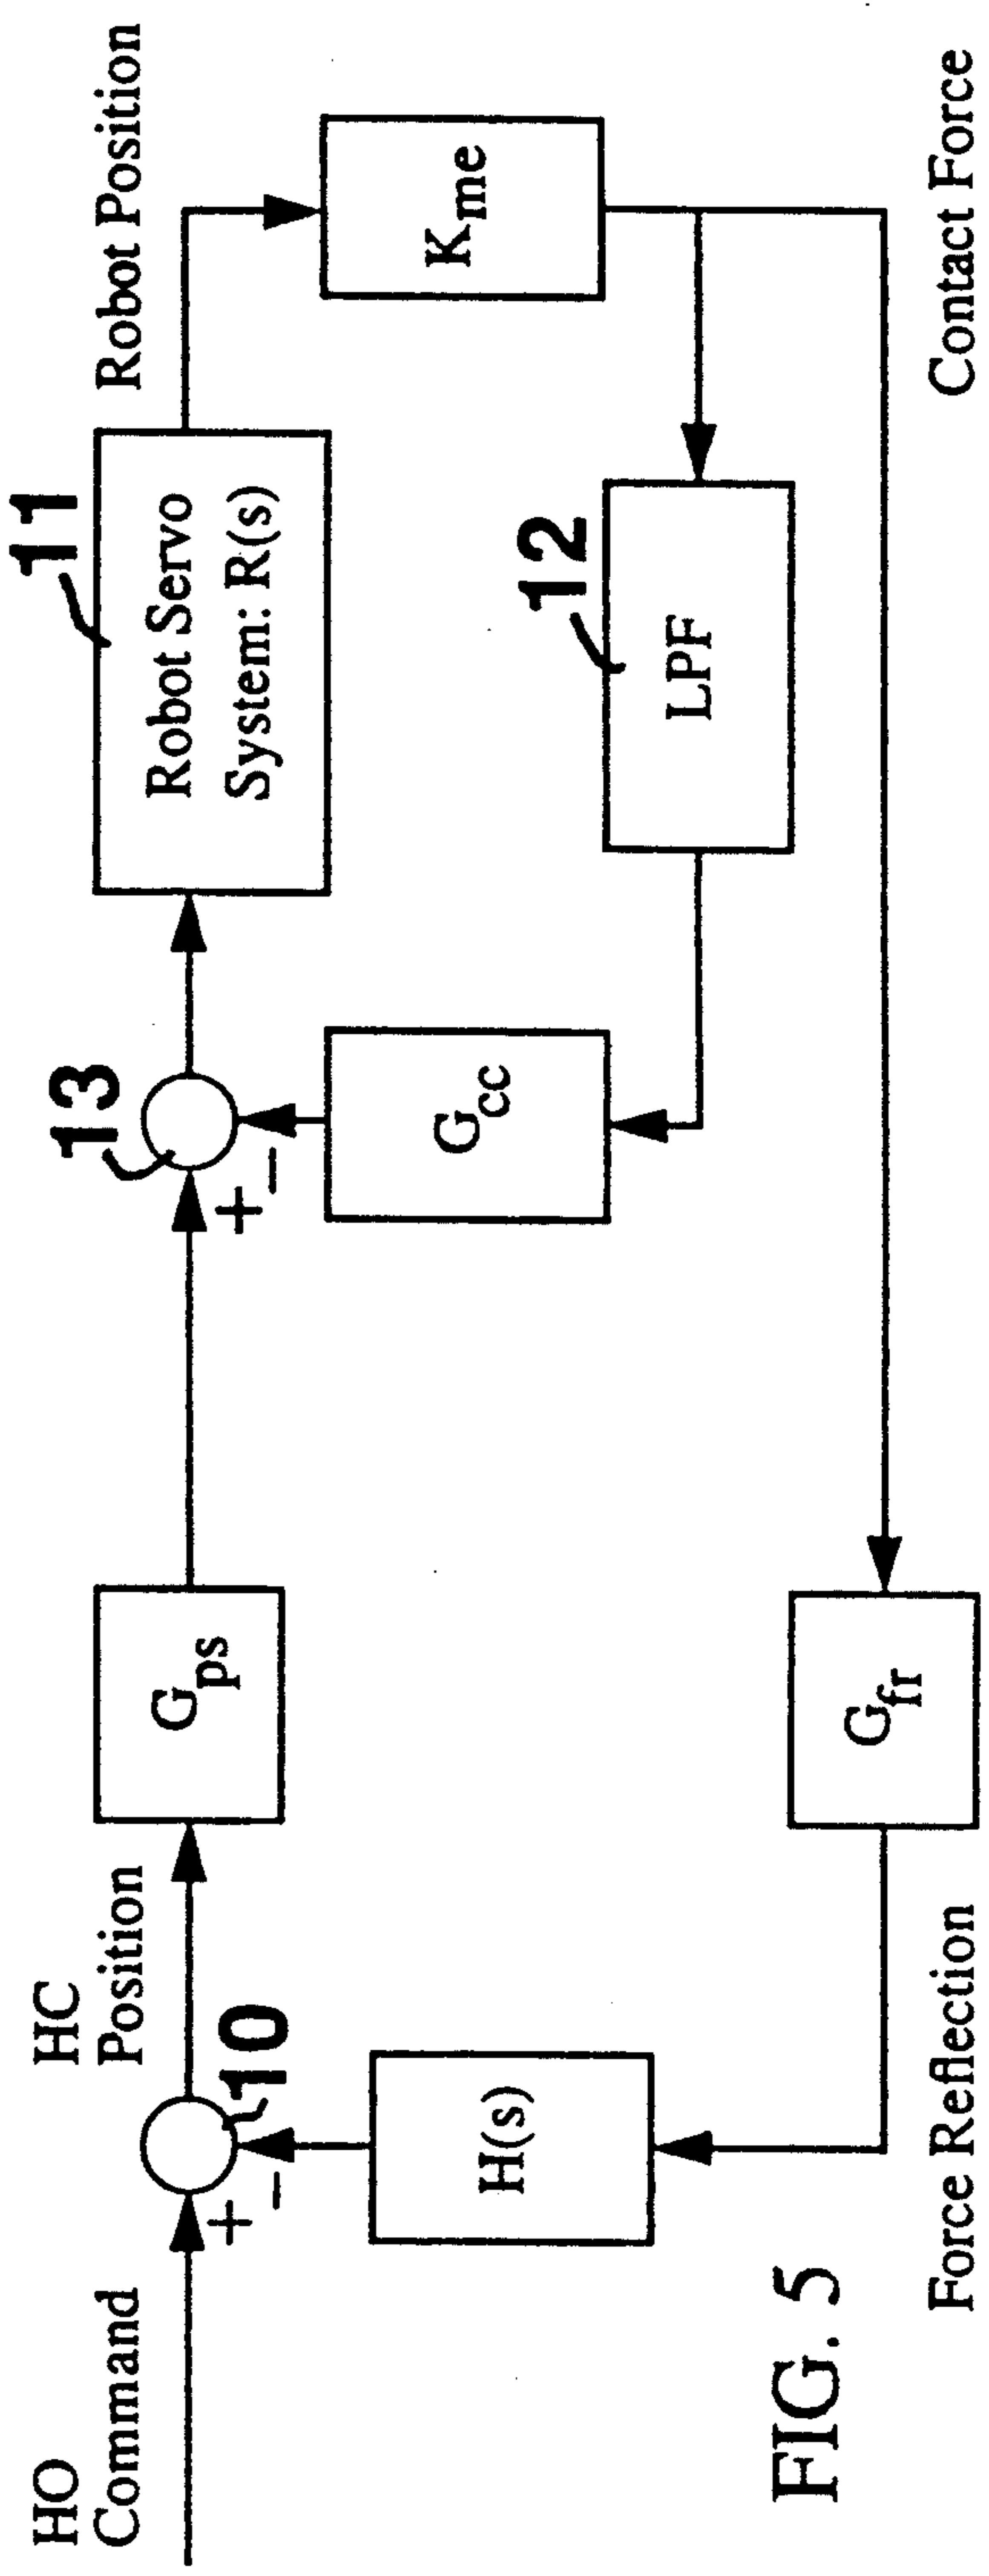 HO
Command
+
−
10
HC
Position
G_ps
+
−
13
11
Robot Servo
System: R(s)
Robot Position
H(s)
G_cc
12
LPF
K_me
G_fr
Force Reflection
Contact Force
FIG. 5